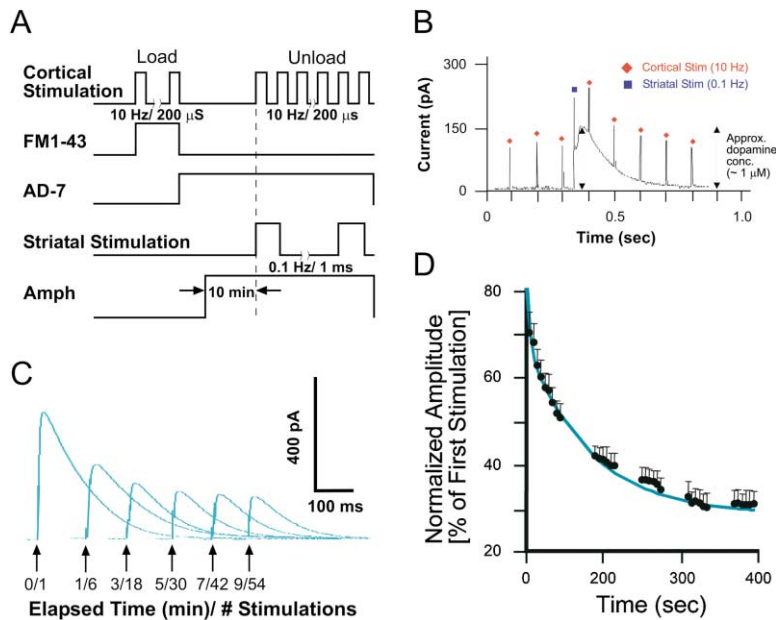 A
Load
Unload
Cortical
Stimulation
10 Hz/ 200 μS
10 Hz/ 200 μs
FM1-43
AD-7
Striatal Stimulation
0.1 Hz/ 1 ms
Amph
10 min
B
300
150
0
Current (pA)
Cortical Stim (10 Hz)
Striatal Stim (0.1 Hz)
Approx.
dopamine
conc.
(~ 1 μM)
0
0.5
1.0
Time (sec)
C
400 pA
100 ms
0/1
1/6
3/18
5/30
7/42
9/54
Elapsed Time (min)/ # Stimulations
D
80
60
40
20
Normalized Amplitude
[% of First Stimulation]
0
200
300
400
Time (sec)